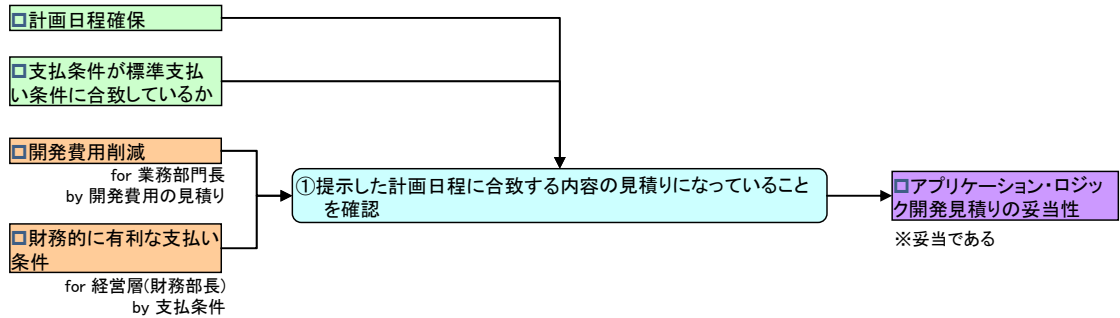 □計画日程確保
□支払条件が標準支払
い条件に合致しているか
□開発費用削減
for 業務部門長
by 開発費用の見積り
□財務的に有利な支払い
条件
for 経営層(財務部長)
by 支払条件
①提示した計画日程に合致する内容の見積りになっていること
を確認
□アプリケーション・ロジッ
ク開発見積りの妥当性
※妥当である